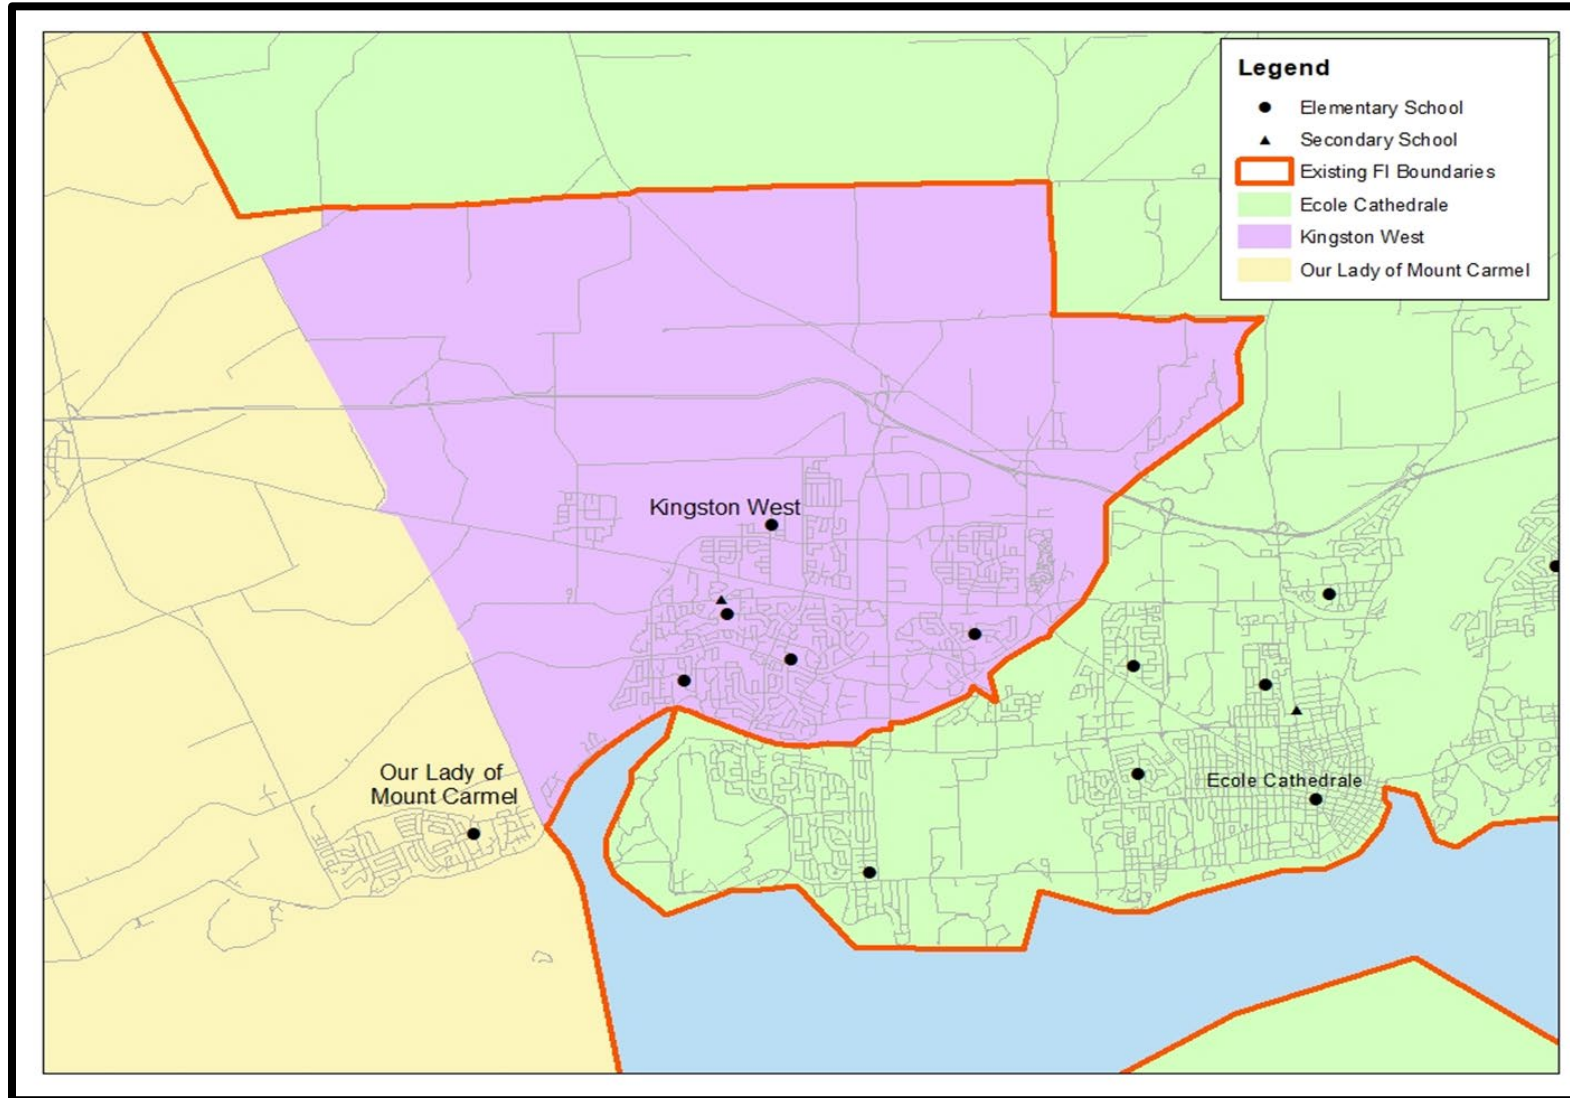 Legend
Elementary School
Secondary School
Existing FI Boundaries
Ecole Cathedrale
Kingston West
Our Lady of Mount Carmel
Kingston West
Our Lady of
Mount Carmel
Ecole Cathedrale